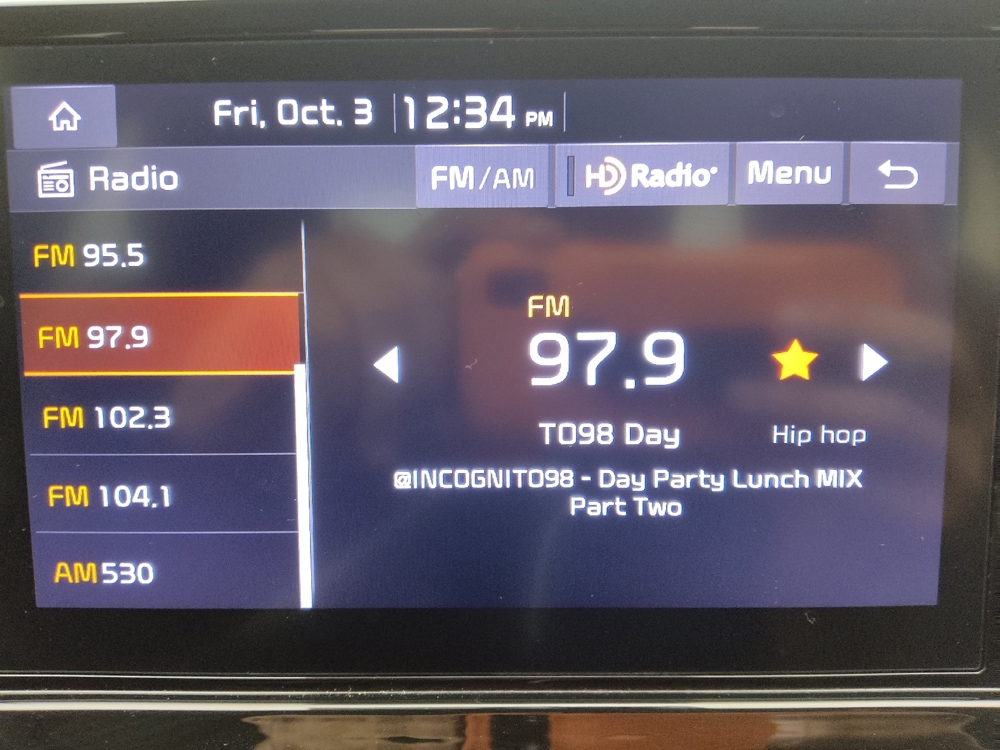 Fri, Oct. 3 12:34 PM
Radio FM/AM HD Radio Menu
FM 95.5
FM 97.9
FM 102.3
FM 104.1
AM 530
FM
97.9
TO98 Day Hip hop
@INCOGNITO98 - Day Party Lunch MIX
Part Two